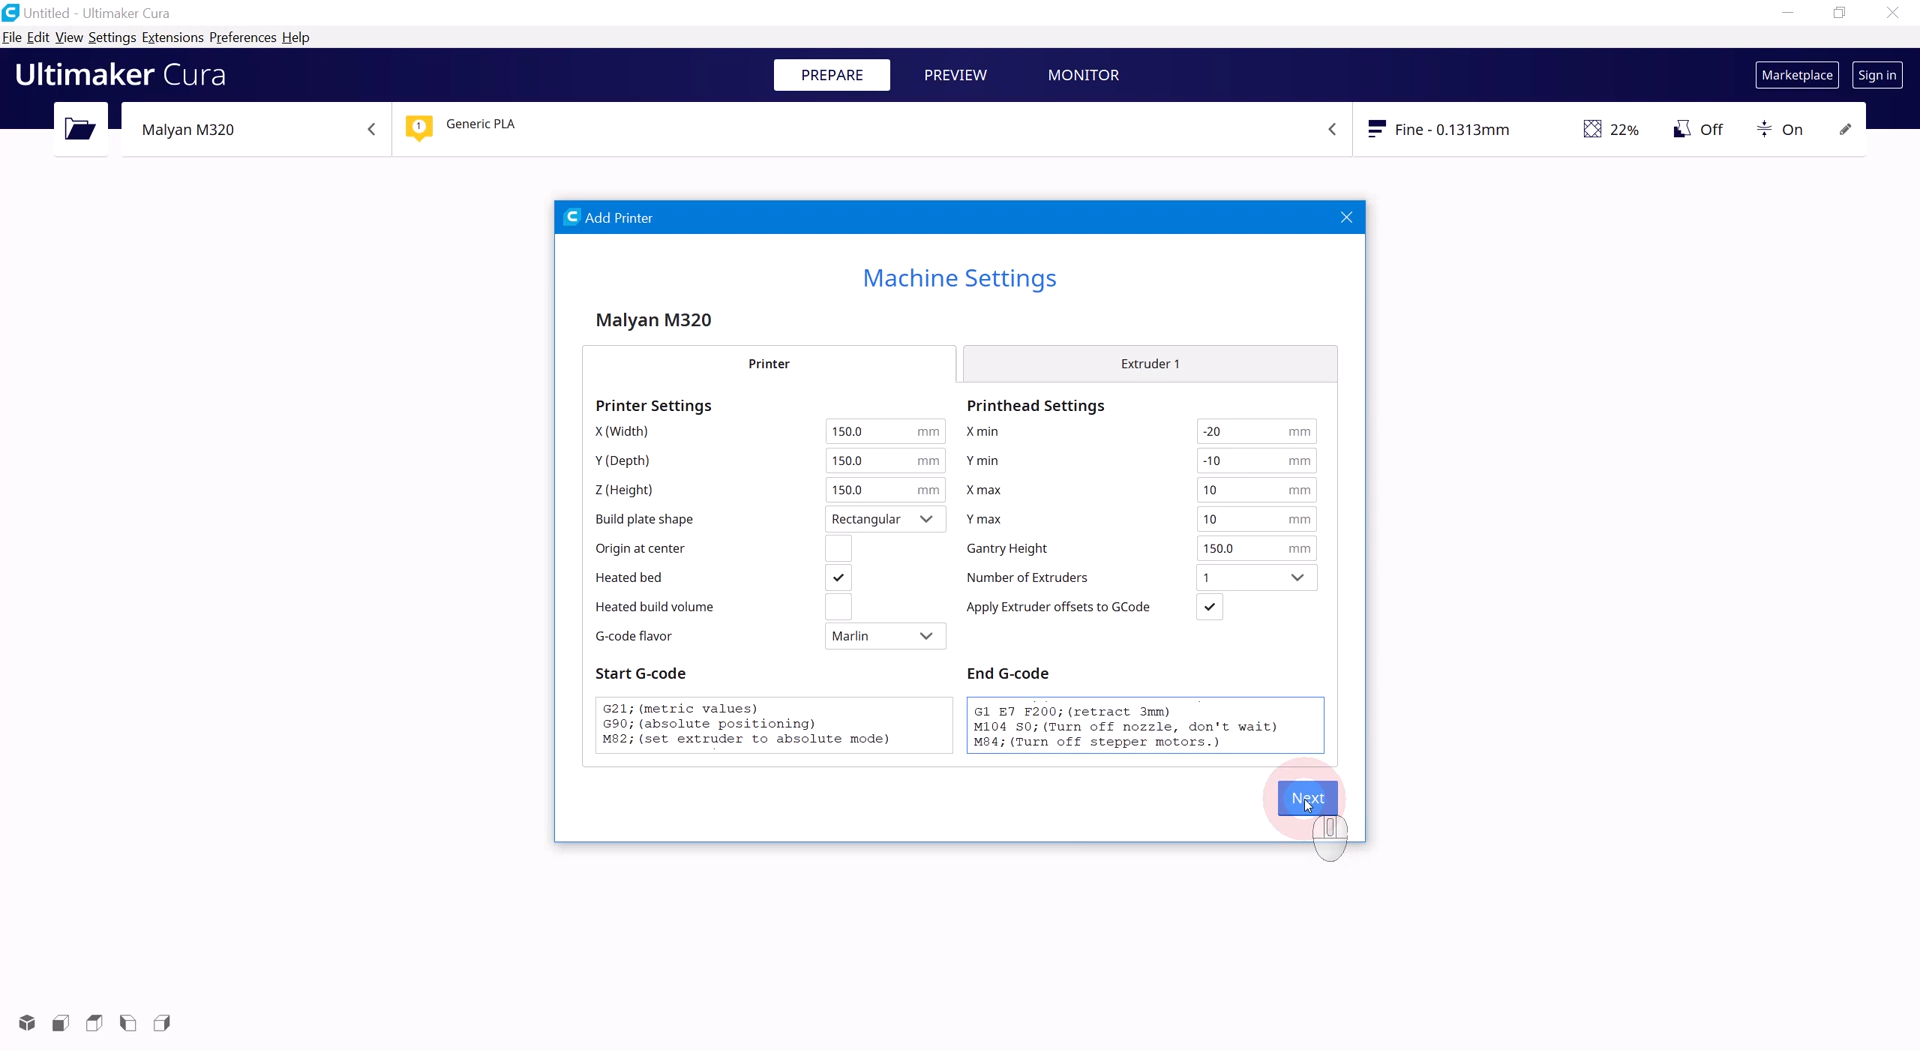 Untitled - Ultimaker Cura
File Edit View Settings Extensions Preferences Help
Ultimaker Cura
PREPARE
PREVIEW
MONITOR
Marketplace
Sign in
Malyan M320
1
Generic PLA
Fine - 0.1313mm
22%
Off
On
Add Printer
Machine Settings
Malyan M320
Printer
Extruder 1
Printer Settings
X (Width) 150.0 mm
Y (Depth) 150.0 mm
Z (Height) 150.0 mm
Build plate shape Rectangular
Origin at center
Heated bed
Heated build volume
G-code flavor Marlin
Printhead Settings
X min -20 mm
Y min -10 mm
X max 10 mm
Y max 10 mm
Gantry Height 150.0 mm
Number of Extruders 1
Apply Extruder offsets to GCode
Start G-code
G21;(metric values)
G90;(absolute positioning)
M82;(set extruder to absolute mode)
End G-code
G1 E7 F200;(retract 3mm)
M104 S0;(Turn off nozzle, don't wait)
M84;(Turn off stepper motors.)
Next